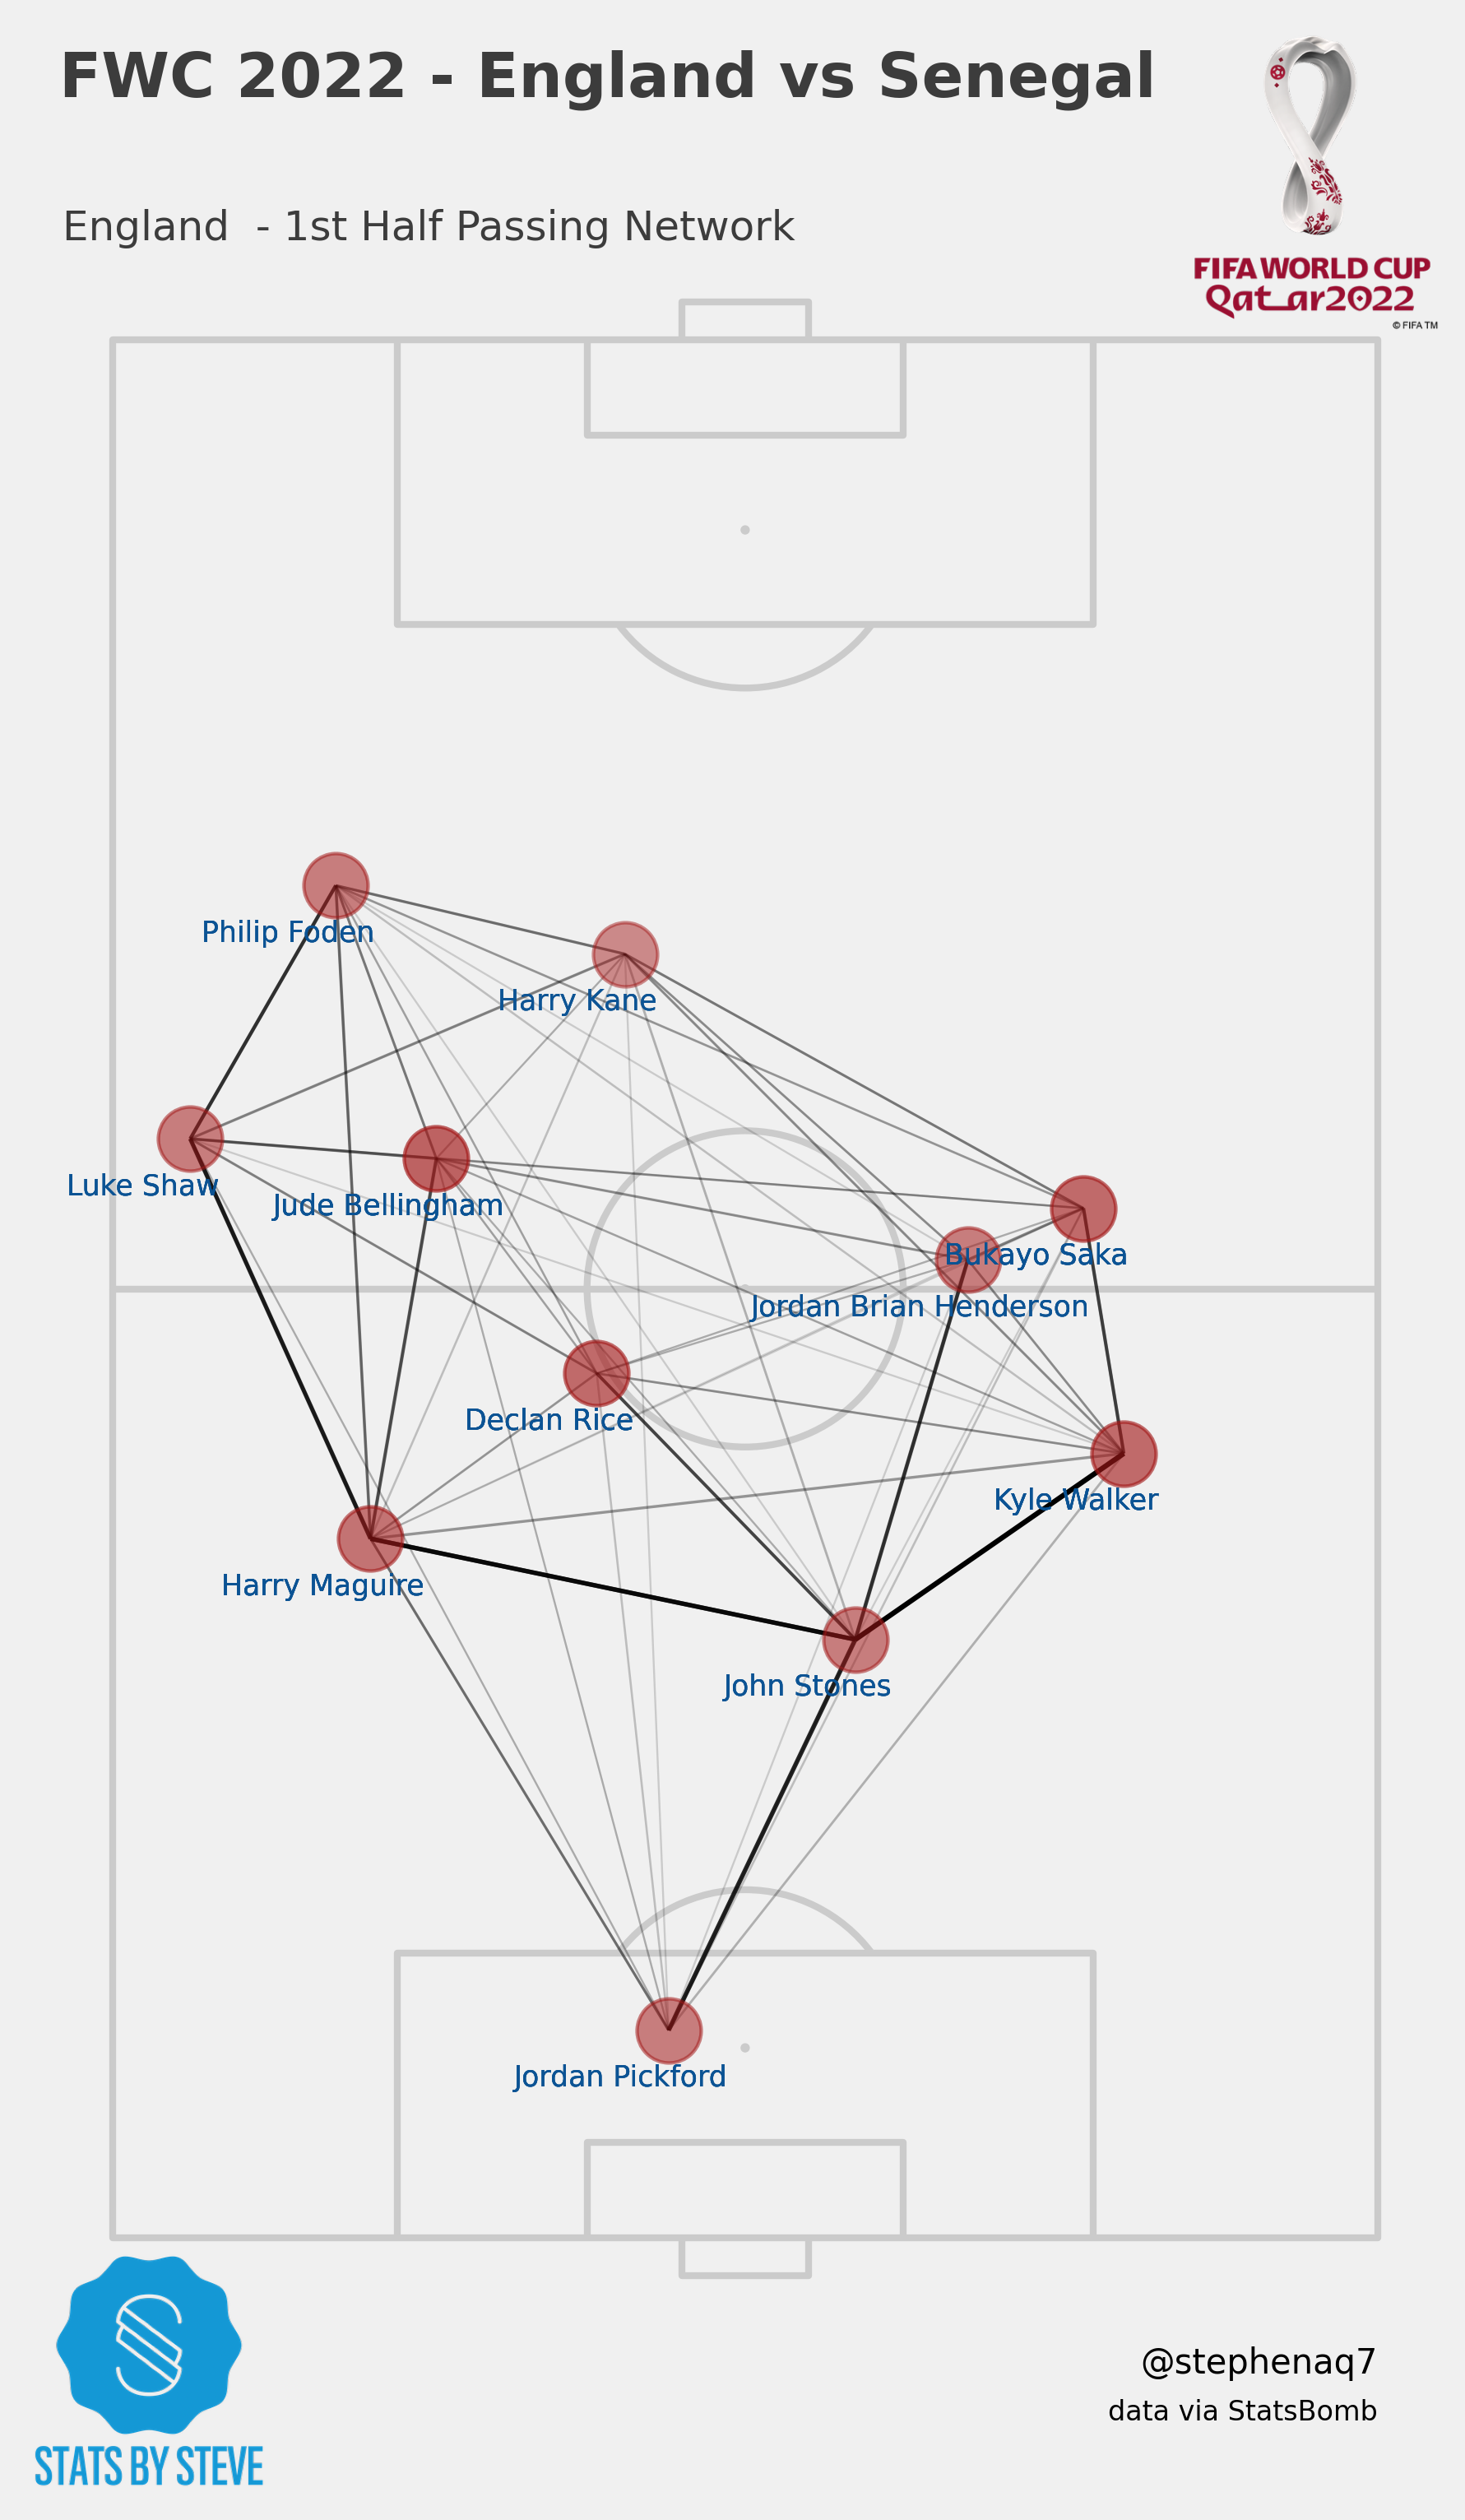 FWC 2022 - England vs Senegal
England  - 1st Half Passing Network
FIFA WORLD CUP
Qatar2022
© FIFA TM
Philip Foden
Harry Kane
Luke Shaw
Jude Bellingham
Bukayo Saka
Jordan Brian Henderson
Declan Rice
Kyle Walker
Harry Maguire
John Stones
Jordan Pickford
@stephenaq7
data via StatsBomb
STATS BY STEVE